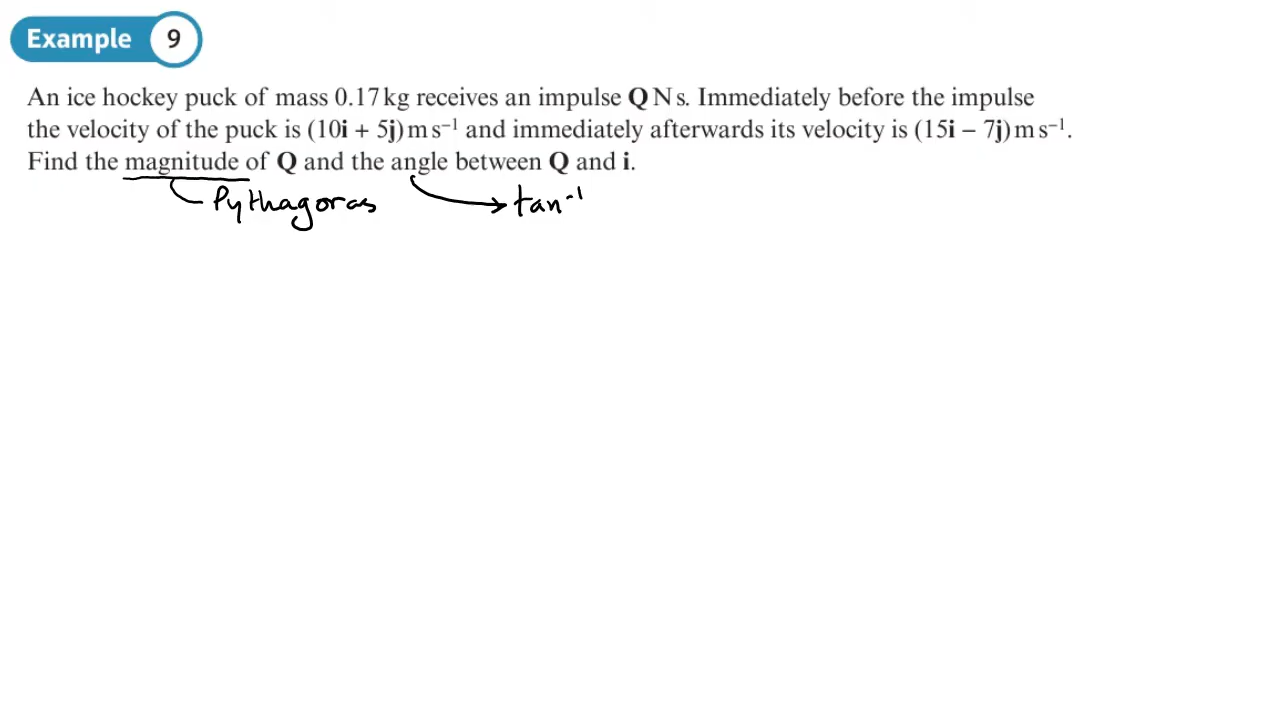 Example 9
An ice hockey puck of mass 0.17 kg receives an impulse Q N s. Immediately before the impulse
the velocity of the puck is (10i + 5j) m s⁻¹ and immediately afterwards its velocity is (15i − 7j) m s⁻¹.
Find the magnitude of Q and the angle between Q and i.
Pythagoras tan⁻¹